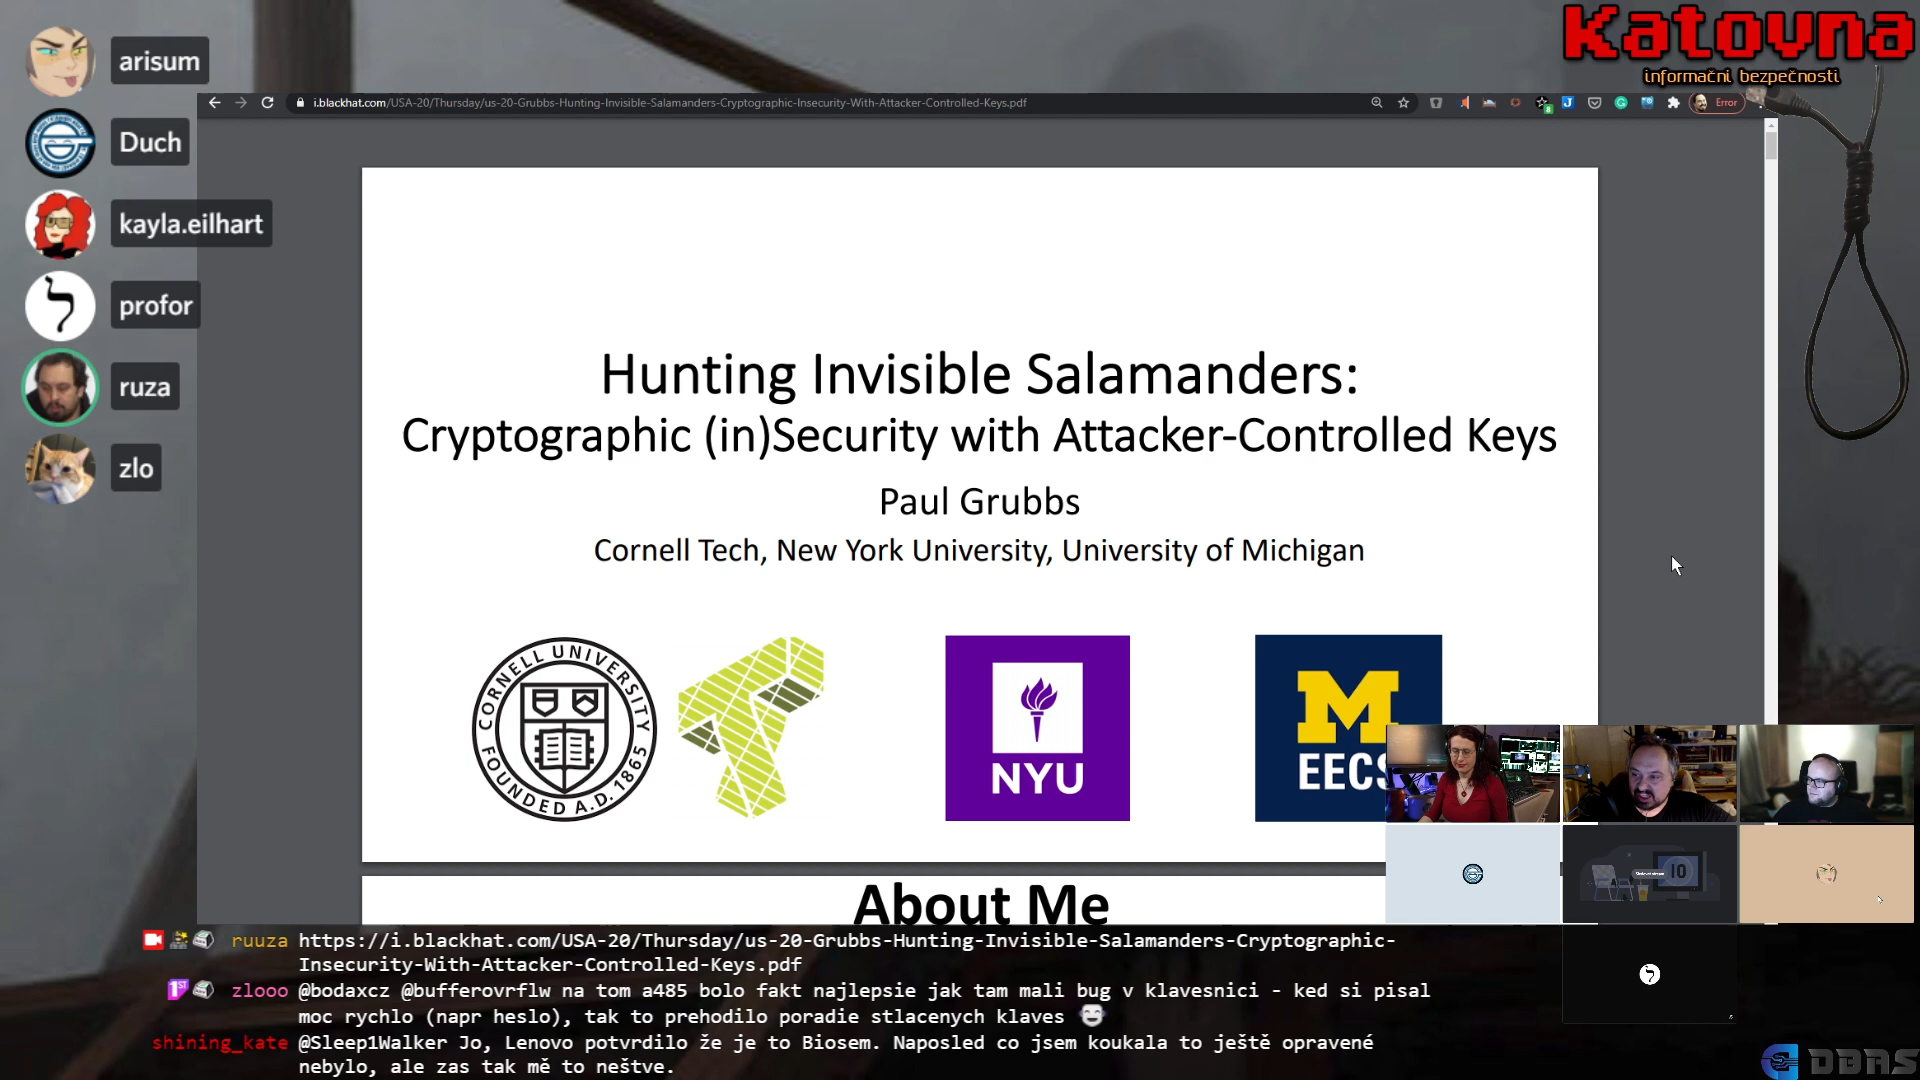 Katovna
informační bezpečnosti
arisum
Duch
kayla.eilhart
profor
ruza
zlo
i.blackhat.com/USA-20/Thursday/us-20-Grubbs-Hunting-Invisible-Salamanders-Cryptographic-Insecurity-With-Attacker-Controlled-Keys.pdf
Error
Hunting Invisible Salamanders:
Cryptographic (in)Security with Attacker-Controlled Keys
Paul Grubbs
Cornell Tech, New York University, University of Michigan
CORNELL UNIVERSITY
FOUNDED A.D. 1865
NYU
M
EECS
About Me
ruuza https://i.blackhat.com/USA-20/Thursday/us-20-Grubbs-Hunting-Invisible-Salamanders-Cryptographic-
Insecurity-With-Attacker-Controlled-Keys.pdf
1ST zlooo @bodaxcz @bufferovrflw na tom a485 bolo fakt najlepsie jak tam mali bug v klavesnici - ked si pisal
moc rychlo (napr heslo), tak to prehodilo poradie stlacenych klaves
shining_kate @Sleep1Walker Jo, Lenovo potvrdilo že je to Biosem. Naposled co jsem koukala to ještě opravené
nebylo, ale zas tak mě to neštve.
DBAS